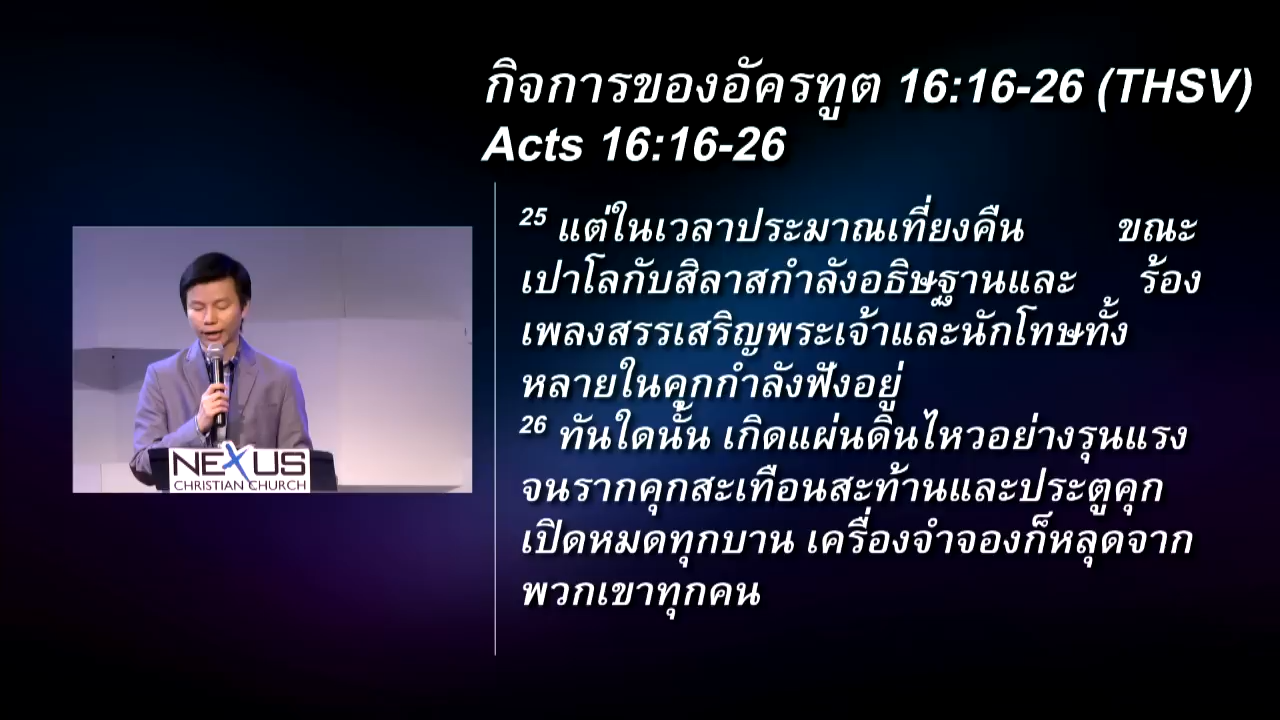 กิจการของอัครทูต 16:16-26 (THSV)
Acts 16:16-26
25 แต่ในเวลาประมาณเที่ยงคืน ขณะ
เปาโลกับสิลาสกำลังอธิษฐานและ ร้อง
เพลงสรรเสริญพระเจ้าและนักโทษทั้ง
หลายในคุกกำลังฟังอยู่
26 ทันใดนั้น เกิดแผ่นดินไหวอย่างรุนแรง
จนรากคุกสะเทือนสะท้านและประตูคุก
เปิดหมดทุกบาน เครื่องจำจองก็หลุดจาก
พวกเขาทุกคน
NEXUS
CHRISTIAN CHURCH